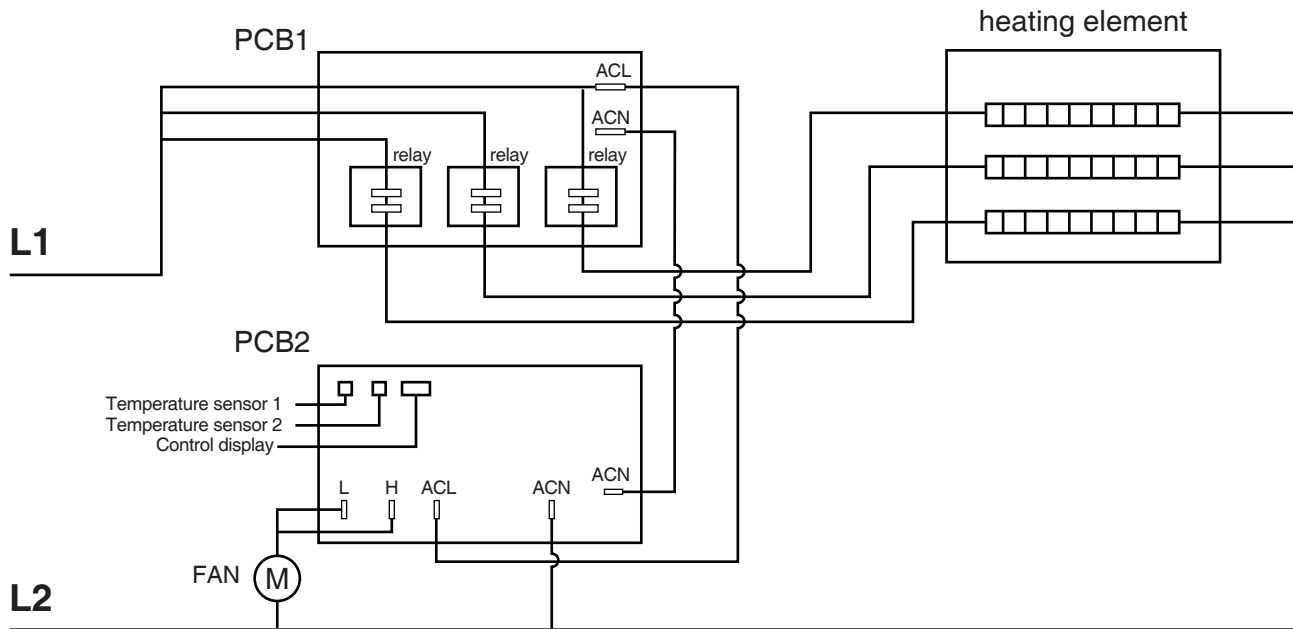 heating element
PCB1
ACL
ACN
relay
relay
relay
L1
PCB2
Temperature sensor 1
Temperature sensor 2
Control display
ACN
L
H
ACL
ACN
FAN
M
L2